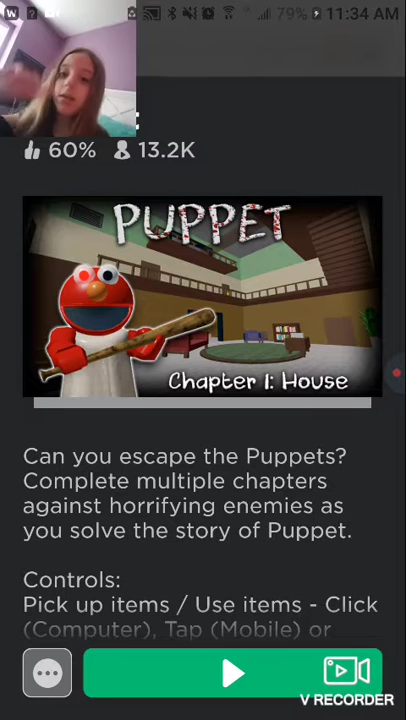 W ? 79% 11:34 AM
60% 13.2K
PUPPET
Chapter 1: House
Can you escape the Puppets?
Complete multiple chapters
against horrifying enemies as
you solve the story of Puppet.
Controls:
Pick up items / Use items - Click
(Computer), Tap (Mobile) or
V RECORDER